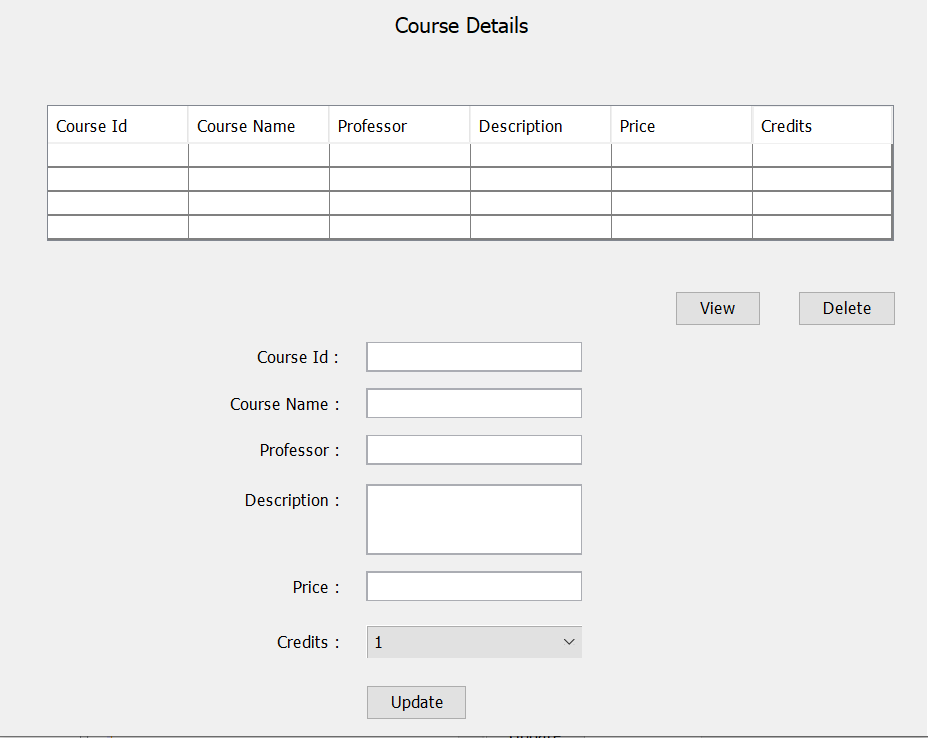 Course Details
Course Id Course Name Professor Description Price Credits
View Delete
Course Id :
Course Name :
Professor :
Description :
Price :
Credits : 1
Update